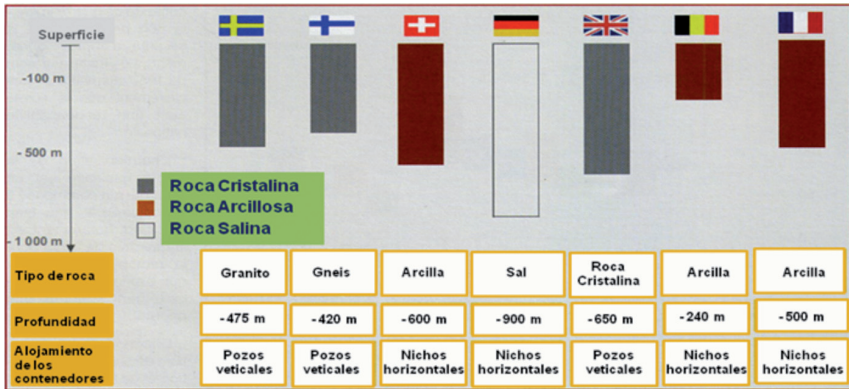 Superficie
-100 m
- 500 m
- 1 000 m
Roca Cristalina
Roca Arcillosa
Roca Salina
Tipo de roca
Granito
Gneis
Arcilla
Sal
Roca
Cristalina
Arcilla
Arcilla
Profundidad
-475 m
-420 m
-600 m
-900 m
-650 m
-240 m
-500 m
Alojamiento
de los
contenedores
Pozos
veticales
Pozos
veticales
Nichos
horizontales
Nichos
horizontales
Pozos
veticales
Nichos
horizontales
Nichos
horizontales